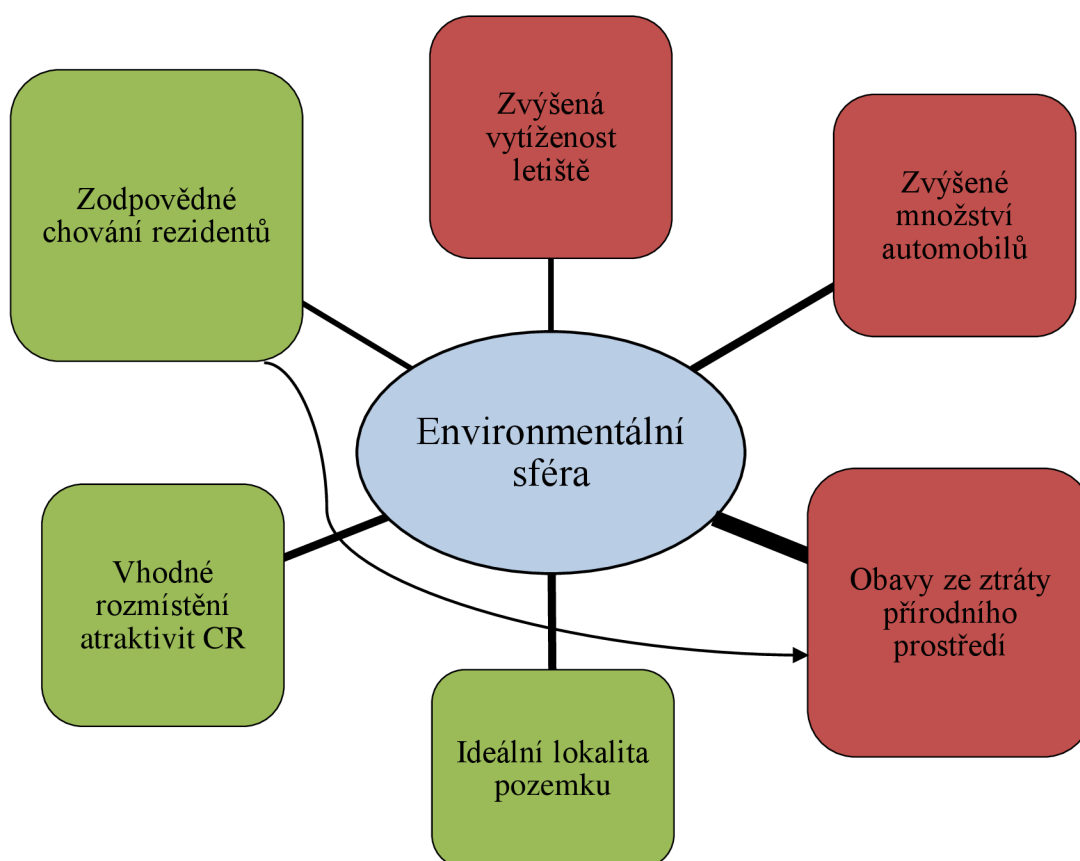 Zvýšená
vytíženost
letiště
Zodpovědné
chování rezidentů
Zvýšené
množství
automobilů
Environmentální
sféra
Vhodné
rozmístění
atraktivit CR
Obavy ze ztráty
přírodního
prostředí
Ideální lokalita
pozemku